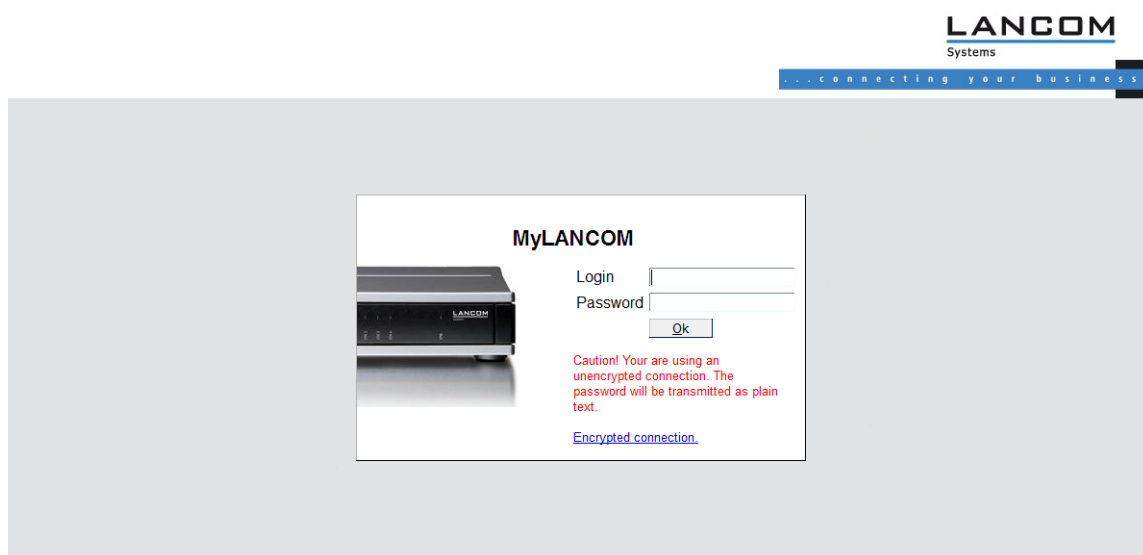 LANCOM
Systems
...connecting your business
MyLANCOM
LANCOM
Login
Password
Ok
Caution! Your are using an
unencrypted connection. The
password will be transmitted as plain
text.
Encrypted connection.